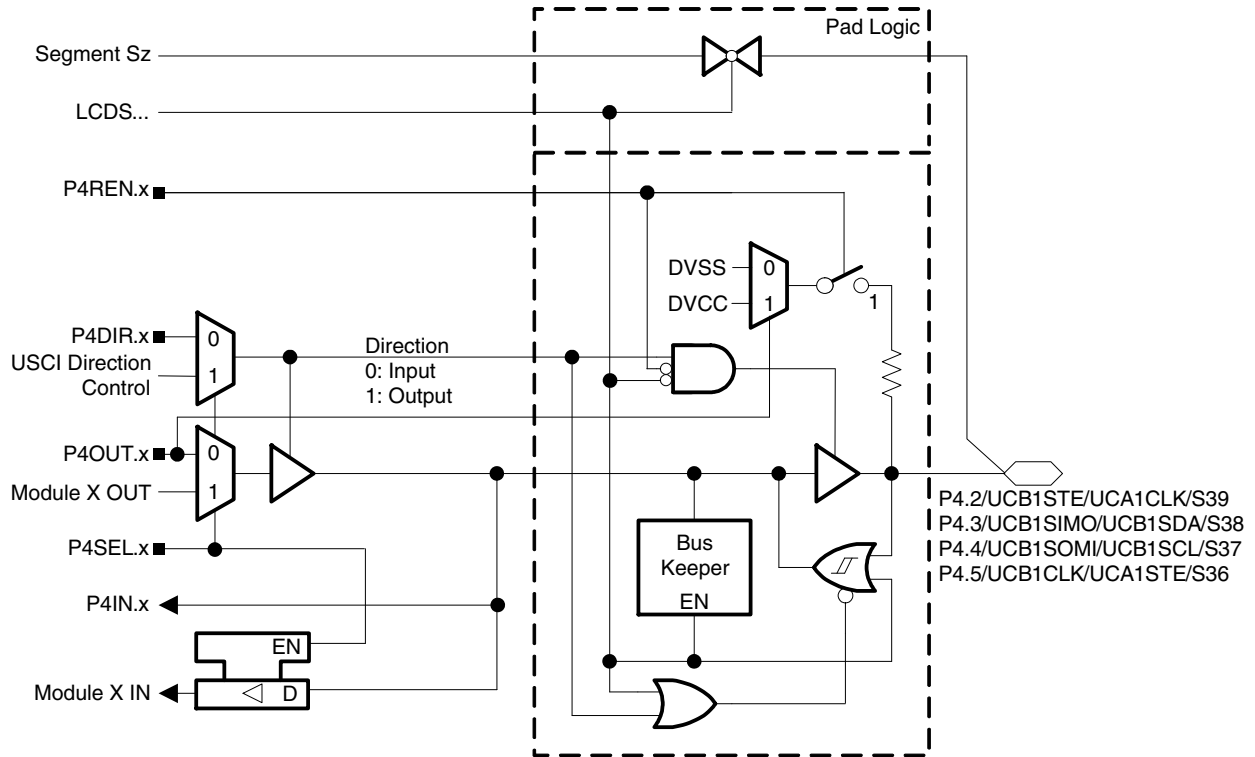 Pad Logic
Segment Sz
LCDS...
P4REN.x
DVSS
0
DVCC
1
1
P4DIR.x
0
USCI Direction
Control
1
Direction
0: Input
1: Output
P4OUT.x
0
Module X OUT
1
P4SEL.x
P4IN.x
EN
D
Module X IN
Bus
Keeper
EN
P4.2/UCB1STE/UCA1CLK/S39
P4.3/UCB1SIMO/UCB1SDA/S38
P4.4/UCB1SOMI/UCB1SCL/S37
P4.5/UCB1CLK/UCA1STE/S36